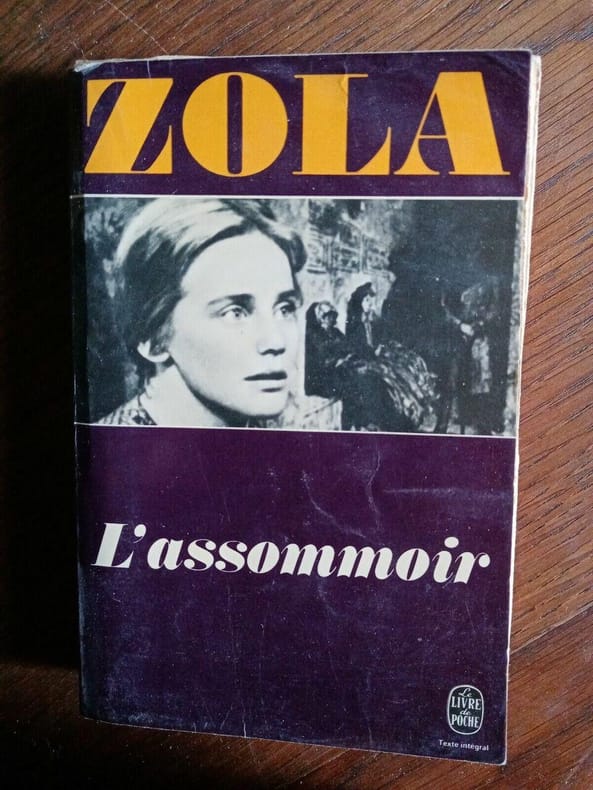 ZOLA
L'assommoir
Le
LIVRE
de
POCHE
Texte intégral